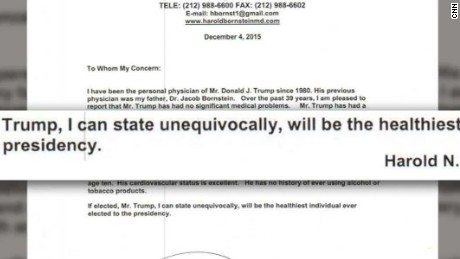 TELE: (212) 988-6600 FAX: (212) 988-6602
E-mail: hbornst1@gmail.com
www.haroldbornsteinmd.com
December 4, 2015
To Whom My Concern:
I have been the personal physician of Mr. Donald J. Trump since 1980. His previous
physician was my father, Dr. Jacob Bornstein. Over the past 39 years, I am pleased to
report that Mr. Trump has had no significant medical problems. Mr. Trump has had a
Trump, I can state unequivocally, will be the healthiest
presidency.
Harold N.
age ten. His cardiovascular status is excellent. He has no history of ever using alcohol or
tobacco products.
If elected, Mr. Trump, I can state unequivocally, will be the healthiest individual ever
elected to the presidency.
CNN